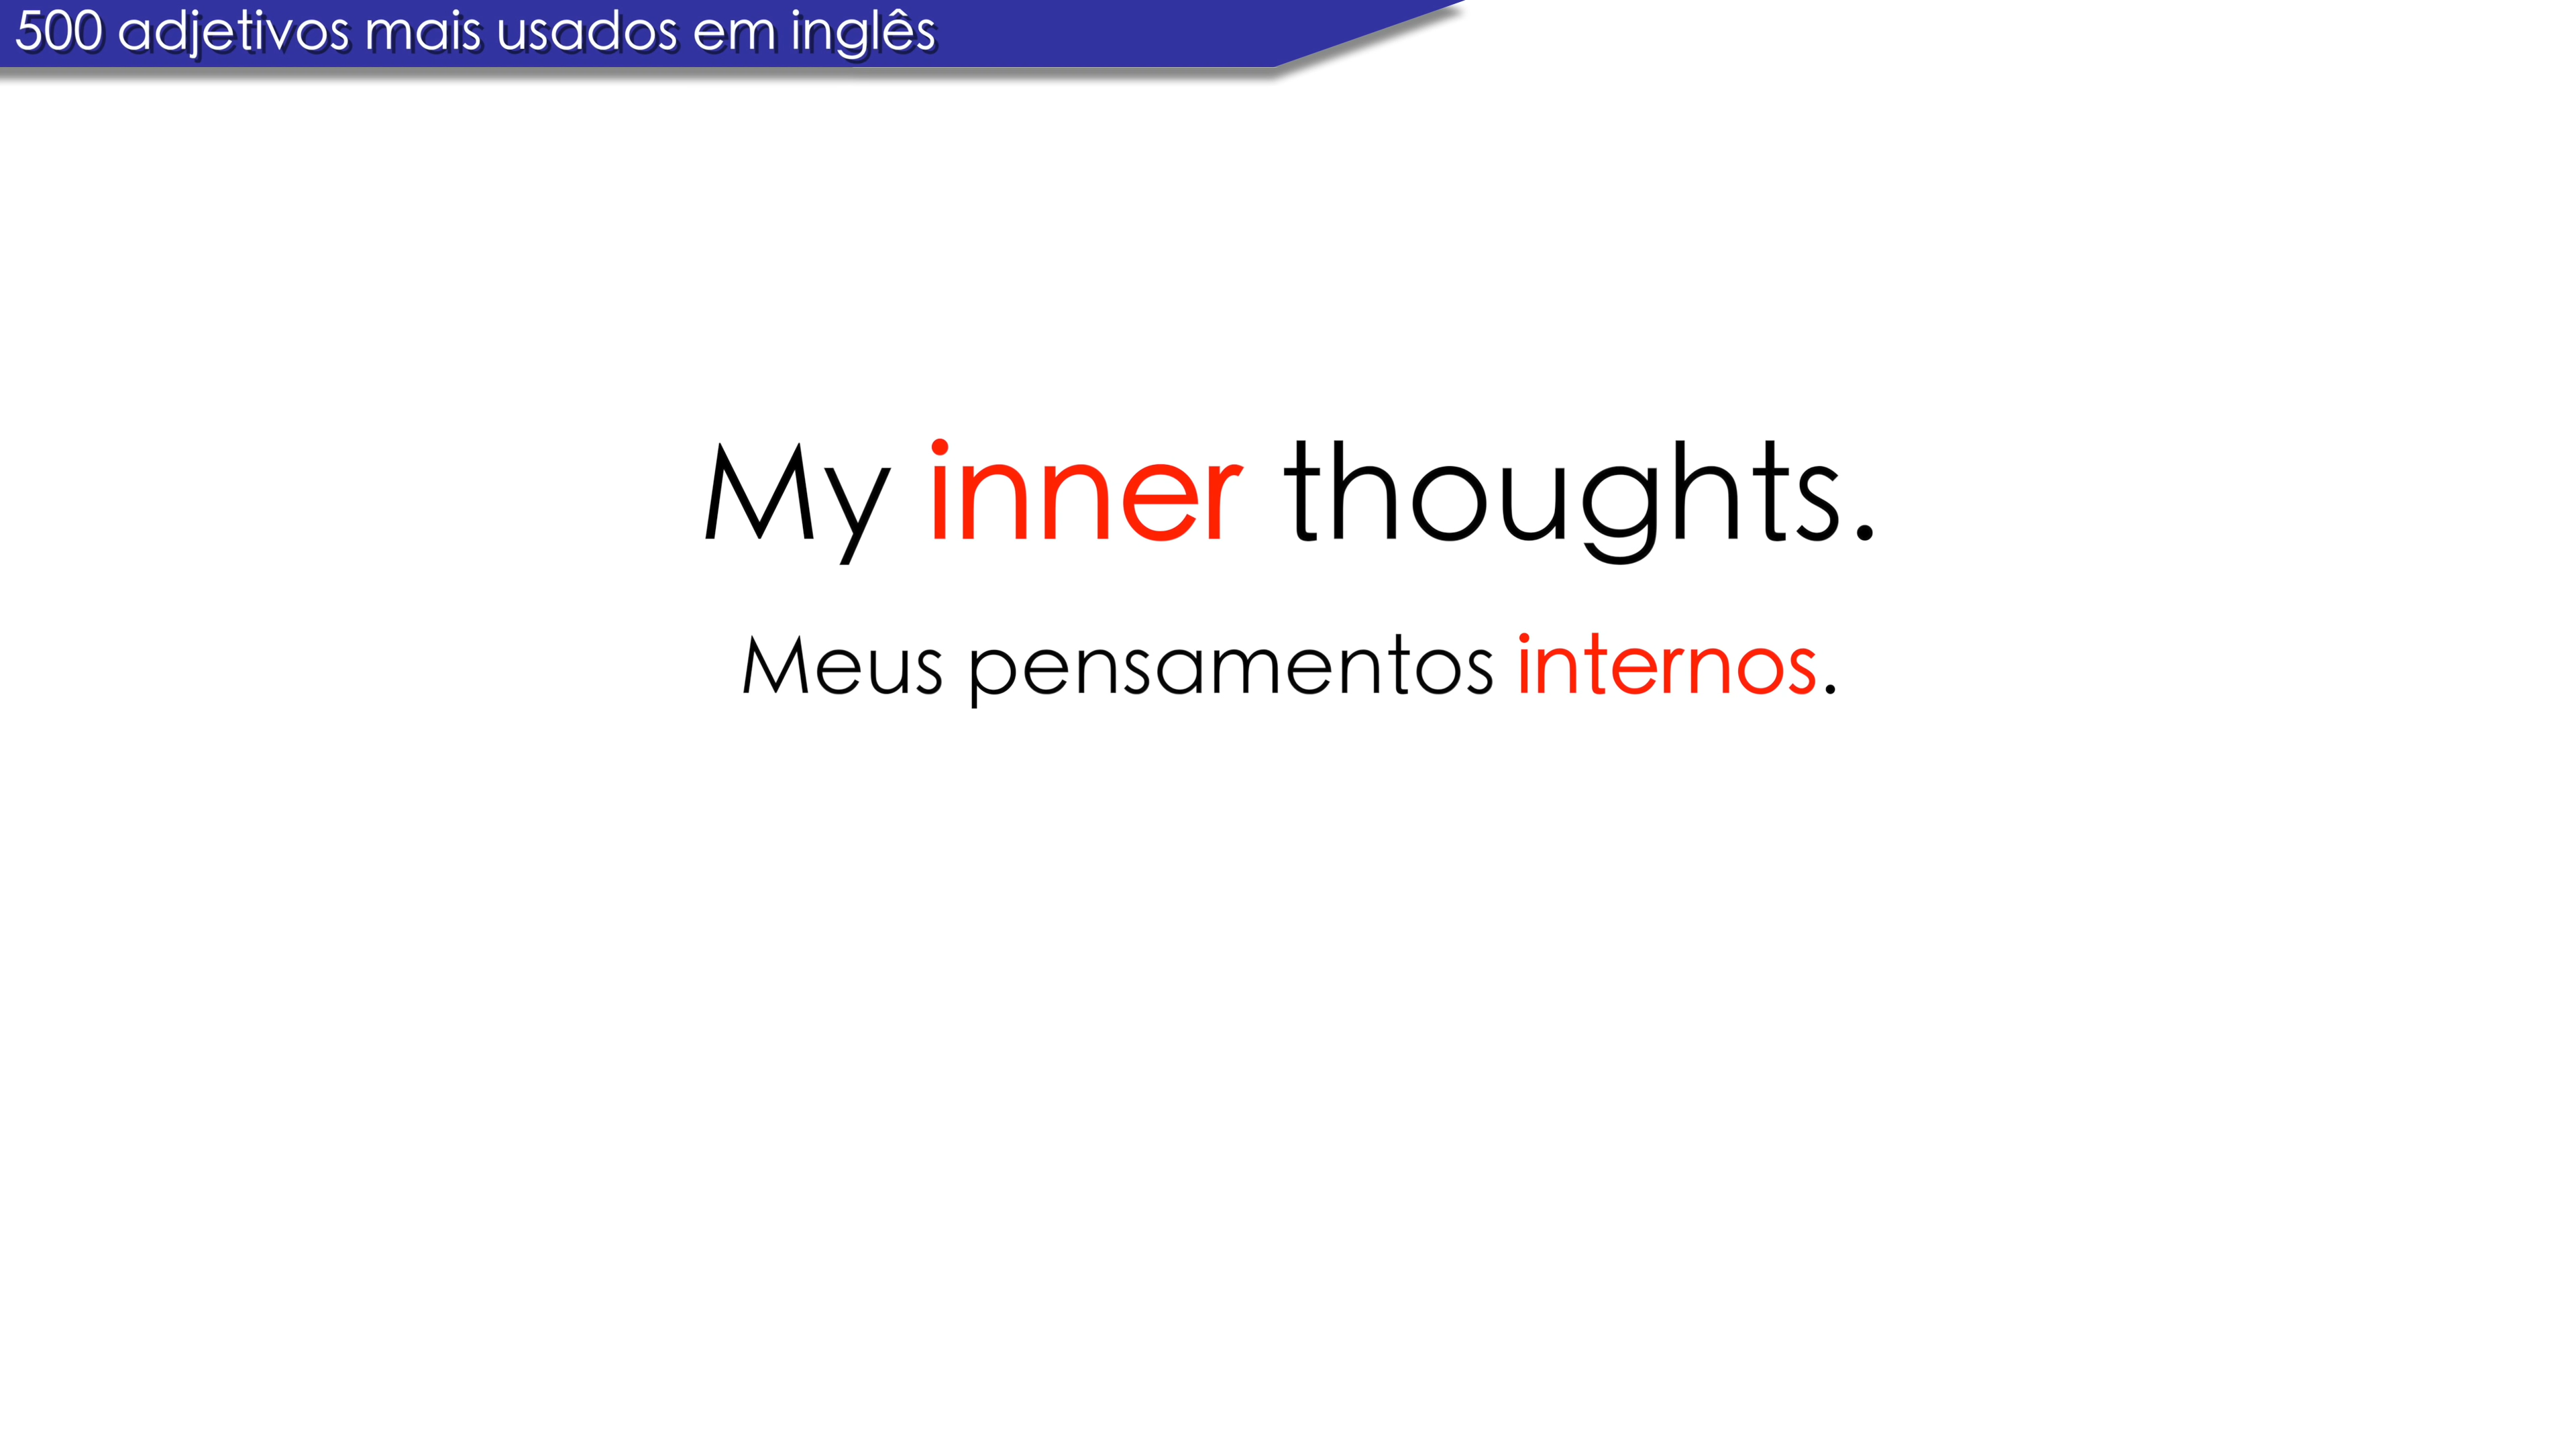 500 adjetivos mais usados em inglês
My inner thoughts.
Meus pensamentos internos.